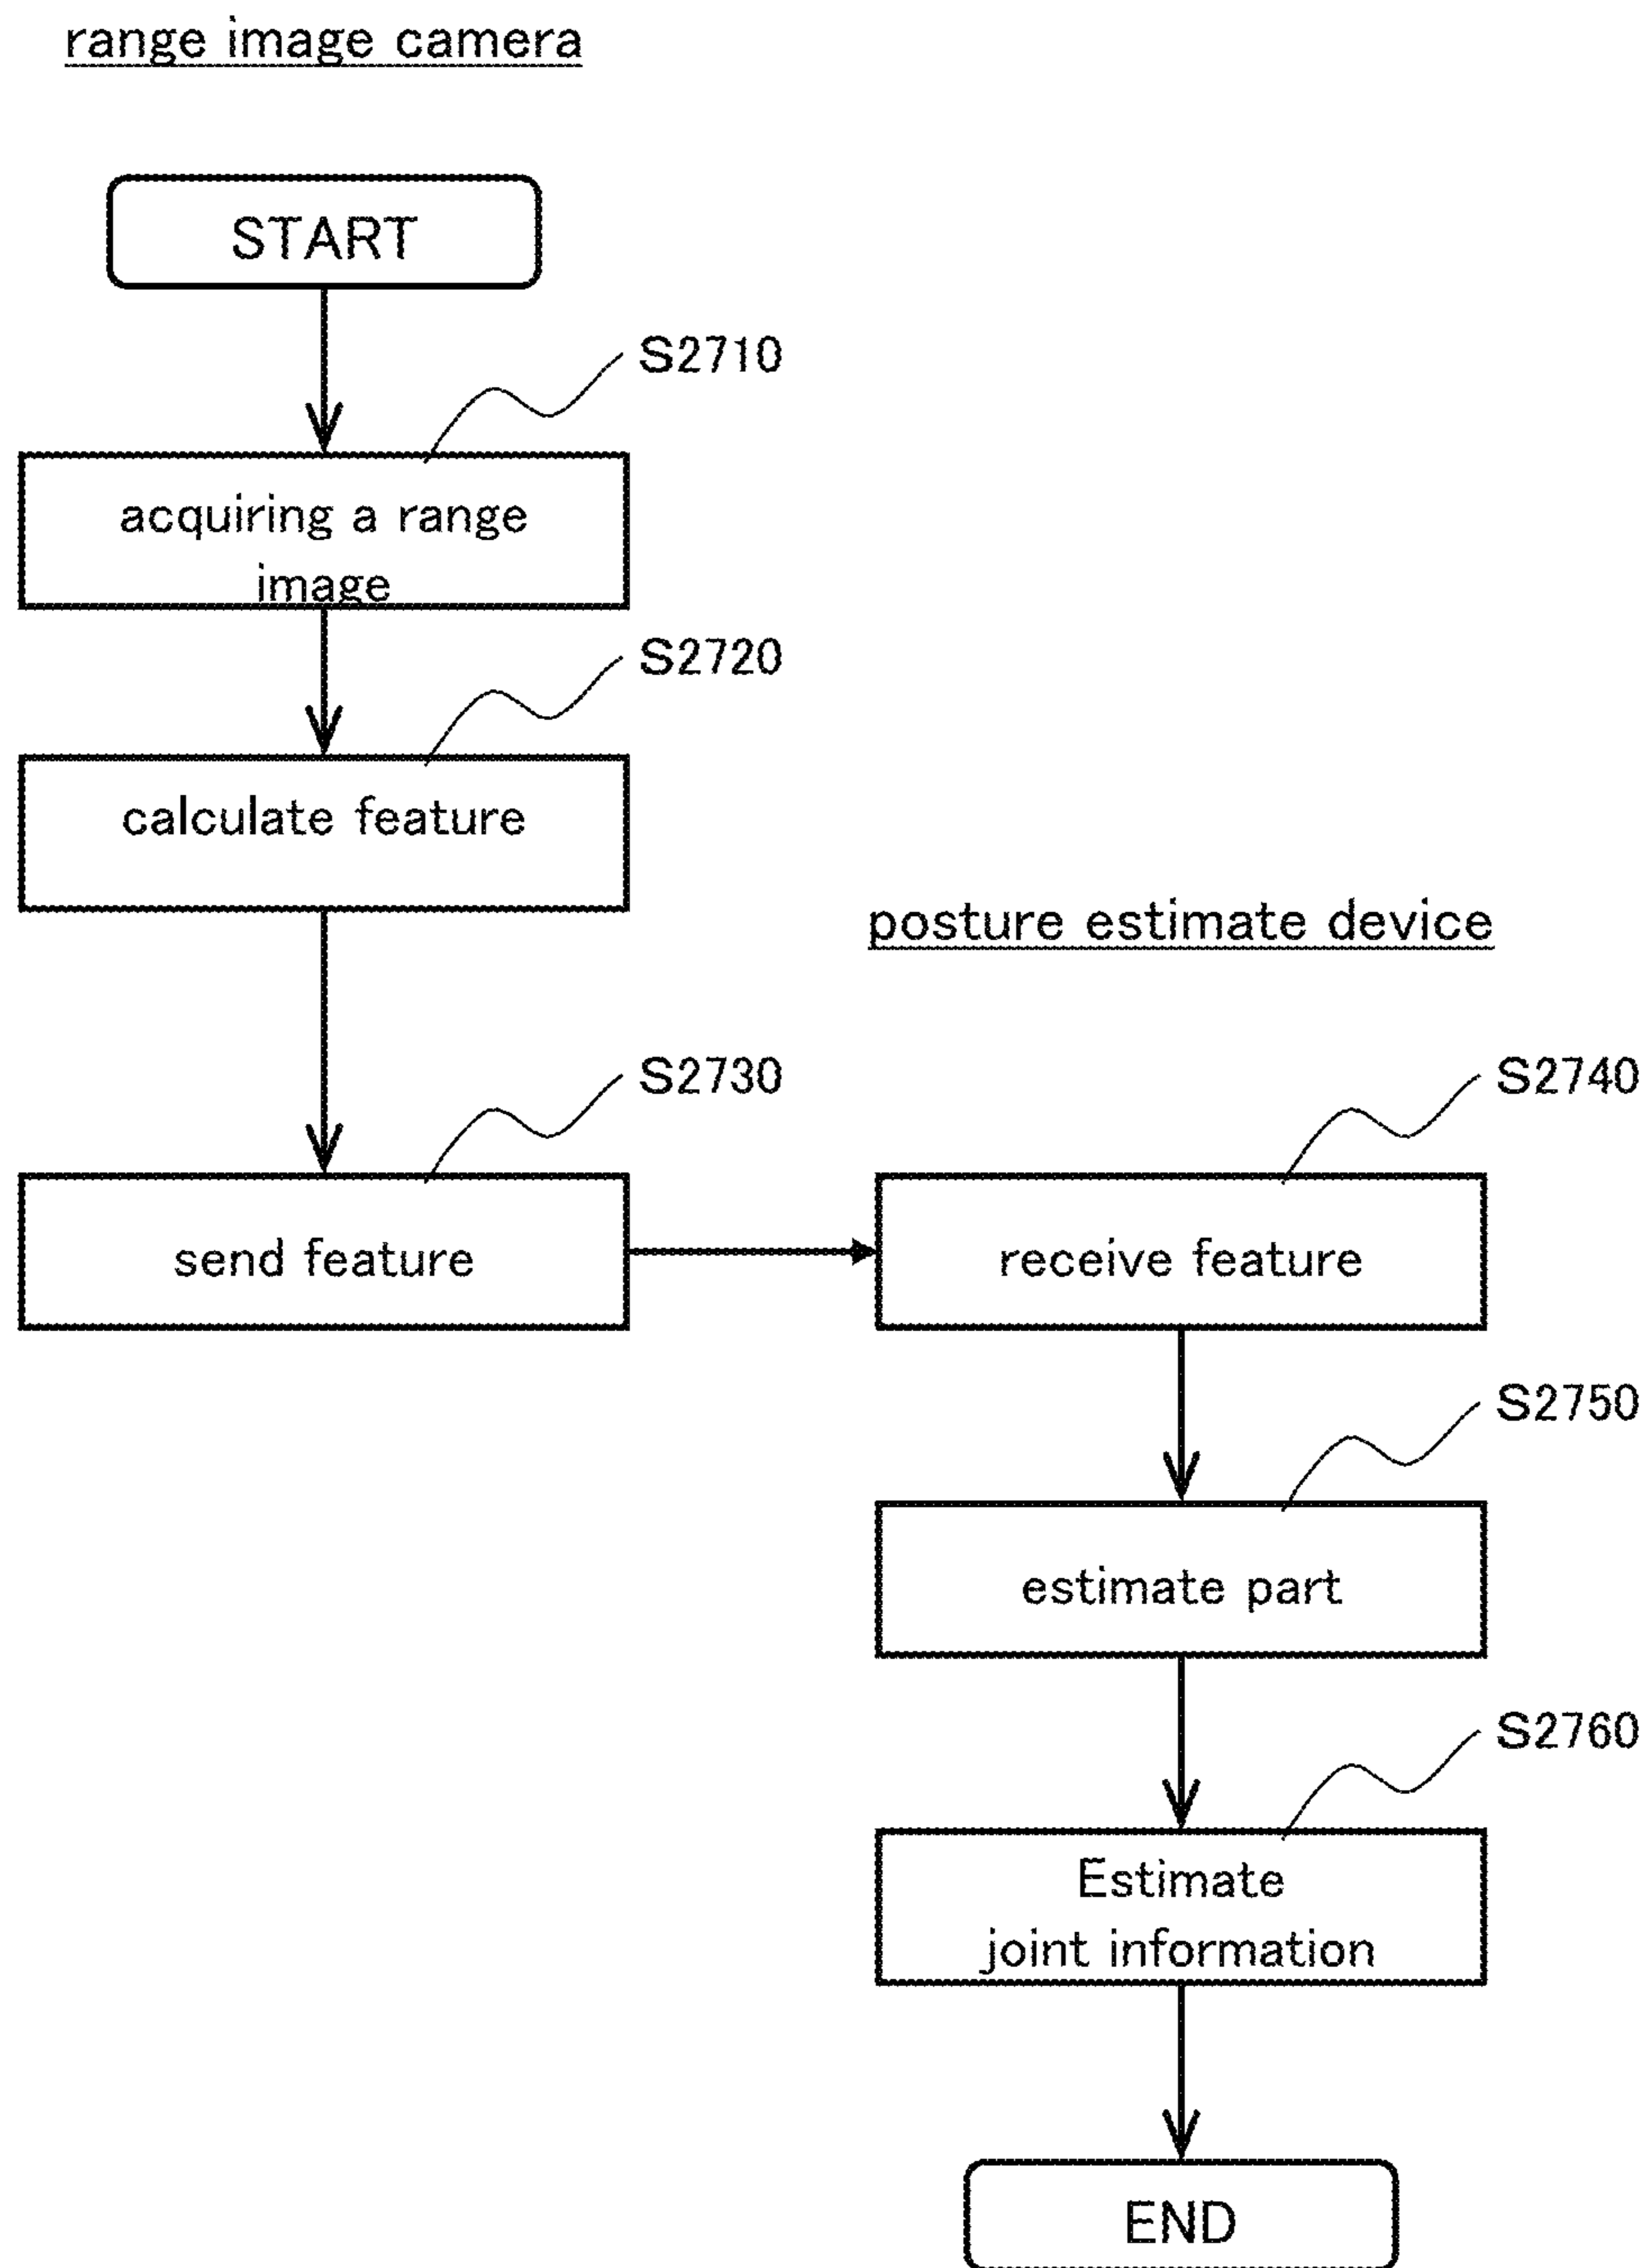 range image camera
START
S2710
acquiring a range
image
S2720
calculate feature
posture estimate device
S2730
S2740
send feature
receive feature
S2750
estimate part
S2760
Estimate
joint information
END